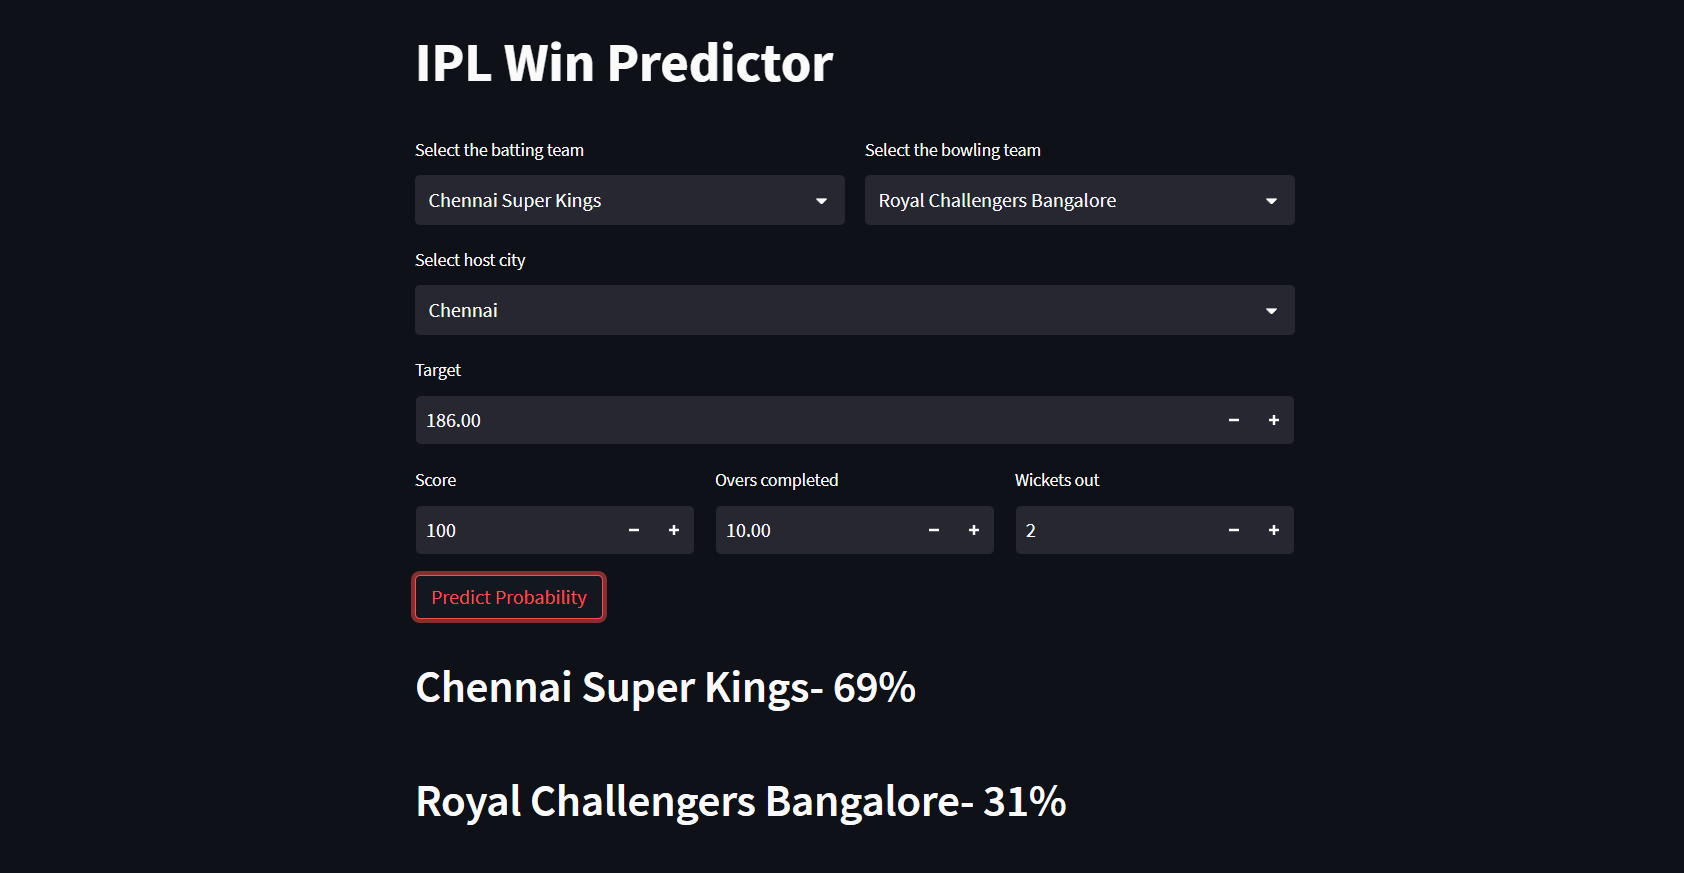 IPL Win Predictor
Select the batting team
Select the bowling team
Chennai Super Kings
Royal Challengers Bangalore
Select host city
Chennai
Target
186.00
Score
Overs completed
Wickets out
100
10.00
2
Predict Probability
Chennai Super Kings- 69%
Royal Challengers Bangalore- 31%